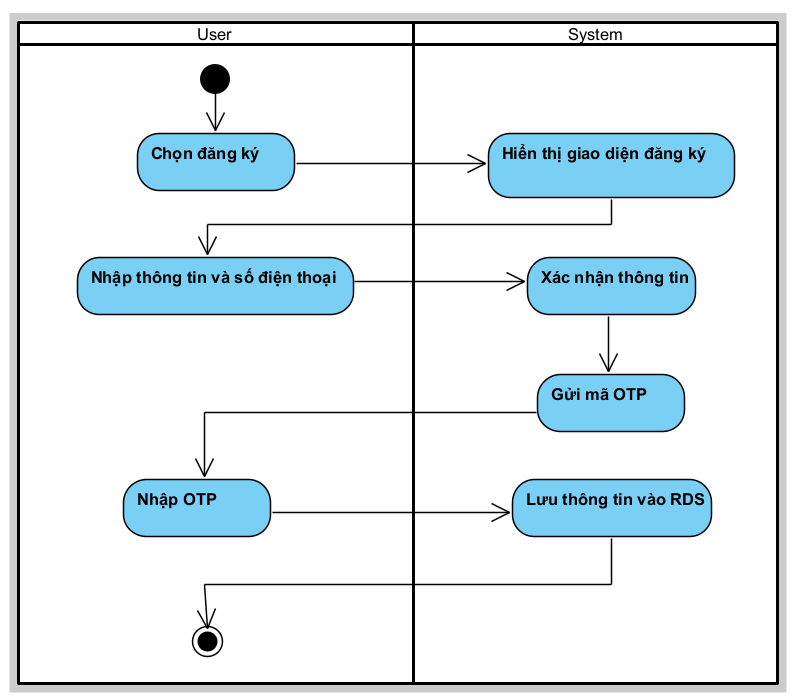 User
System
Chọn đăng ký
Hiển thị giao diện đăng ký
Nhập thông tin và số điện thoại
Xác nhận thông tin
Gửi mã OTP
Nhập OTP
Lưu thông tin vào RDS